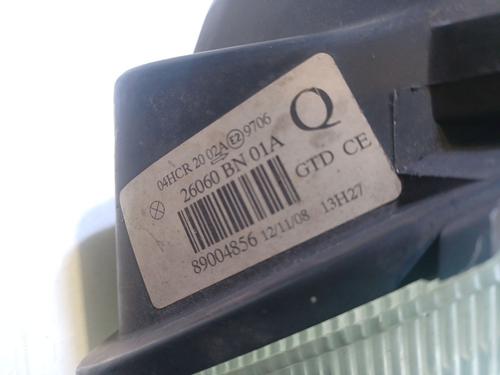 04HCR 20 02A E2 9706
26060 BN 01A
Q
GTD CE
89004856 12/11/08 13H27